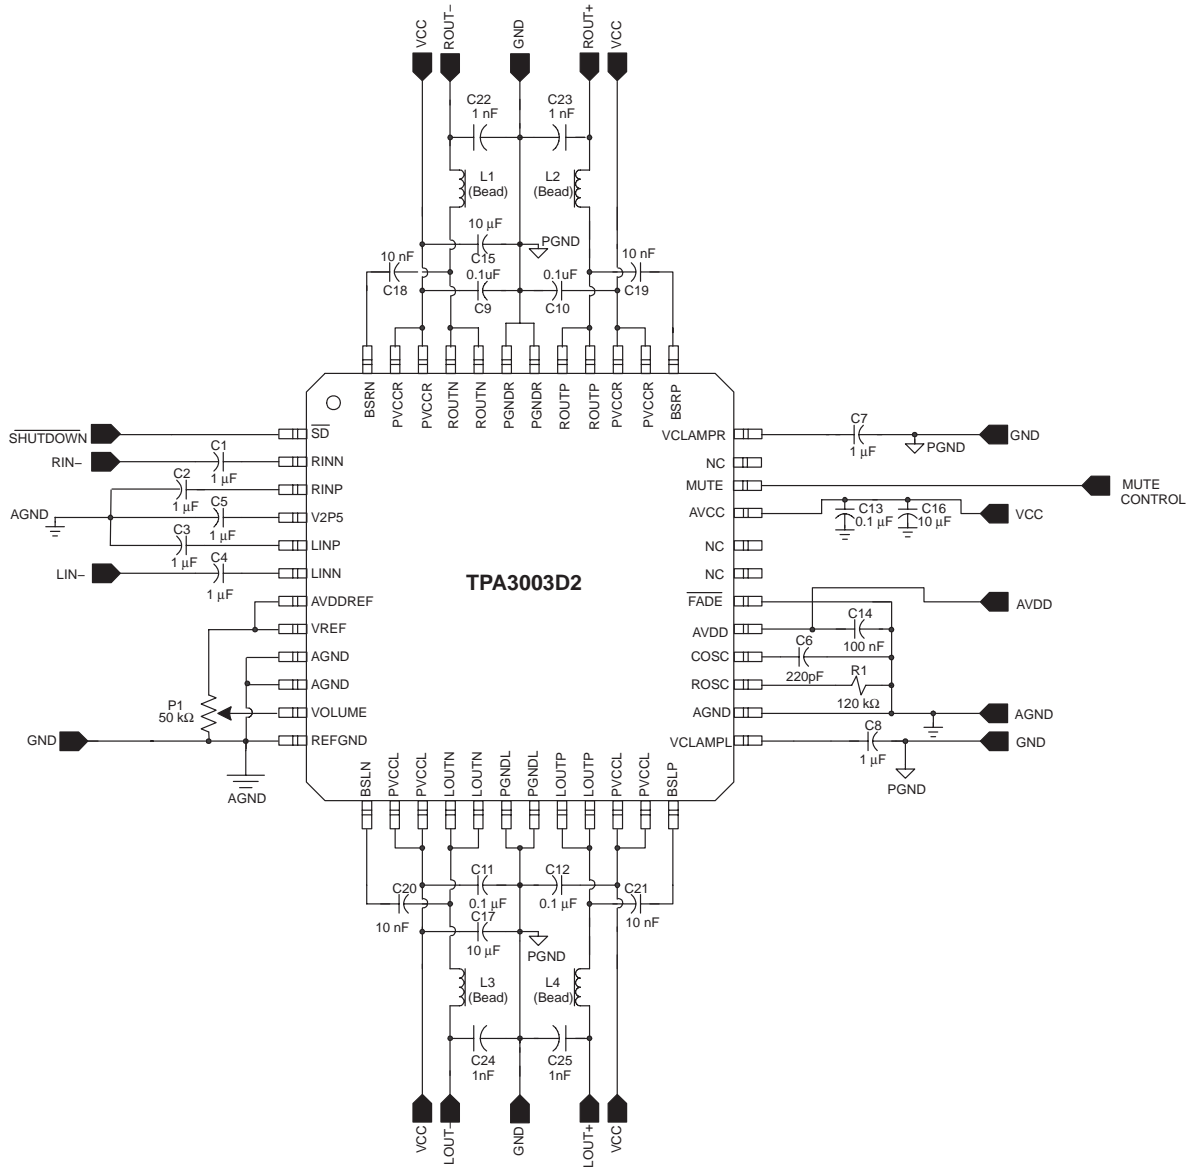 VCC
ROUT−
GND
ROUT+
VCC
C22
1 nF
C23
1 nF
L1
(Bead)
L2
(Bead)
10 μF
C15
PGND
10 nF
C18
0.1uF
C9
0.1uF
C10
10 nF
C19
BSRN
PVCCR
PVCCR
ROUTN
ROUTN
PGNDR
PGNDR
ROUTP
ROUTP
PVCCR
PVCCR
BSRP
SHUTDOWN
SD
RIN−
C1
1 μF
RINN
C2
1 μF
RINP
AGND
C5
1 μF
V2P5
C3
1 μF
LINP
LIN−
C4
1 μF
LINN
AVDDREF
VREF
AGND
AGND
P1
50 kΩ
VOLUME
GND
REFGND
AGND
TPA3003D2
VCLAMPR
C7
1 μF
PGND
GND
NC
MUTE
MUTE
CONTROL
AVCC
C13
0.1 μF
C16
10 μF
VCC
NC
NC
FADE
AVDD
AVDD
C14
100 nF
COSC
C6
220pF
ROSC
R1
120 kΩ
AGND
AGND
VCLAMPL
C8
1 μF
PGND
GND
BSLN
PVCCL
PVCCL
LOUTN
LOUTN
PGNDL
PGNDL
LOUTP
LOUTP
PVCCL
PVCCL
BSLP
C20
10 nF
C11
0.1 μF
C12
0.1 μF
C21
10 nF
C17
10 μF
PGND
L3
(Bead)
L4
(Bead)
C24
1nF
C25
1nF
VCC
LOUT−
GND
LOUT+
VCC